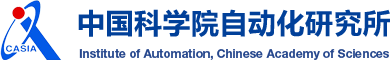 CASIA
中国科学院自动化研究所
Institute of Automation, Chinese Academy of Sciences